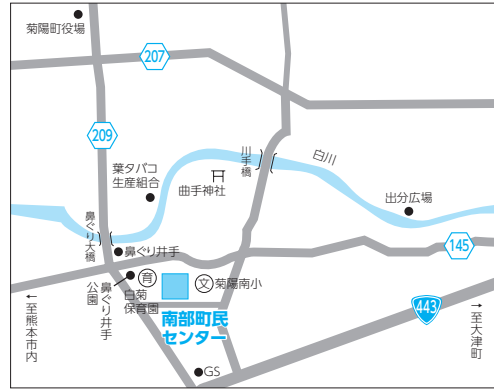 菊陽町役場
207
209
葉タバコ
生産組合
曲手神社
川手橋
白川
出分広場
鼻ぐり大橋
鼻ぐり井手
145
鼻ぐり井手
公園
育
白菊
保育園
文
菊陽南小
南部町民
センター
443
←至熊本市内
→至大津町
GS